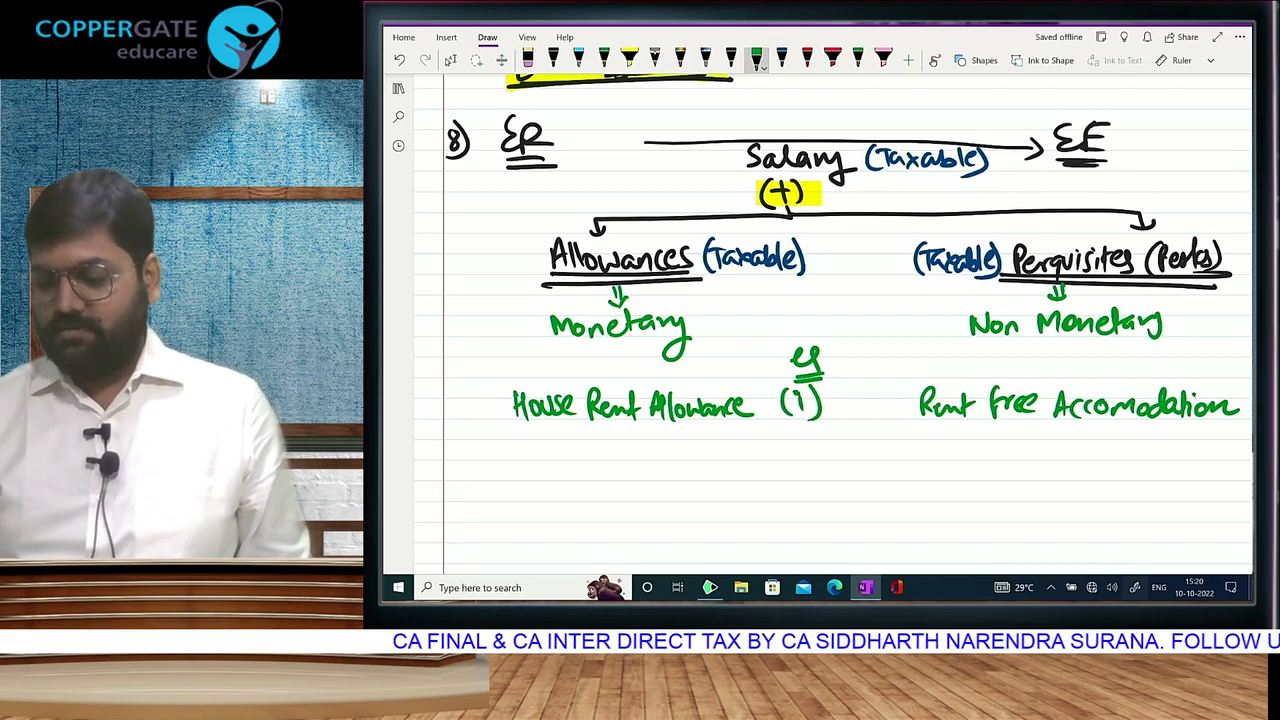 COPPERGATE
educare
Home Insert Draw View Help
Saved offline
Share
Shapes
Ink to Shape
Ink to Text
Ruler
8) ER EE
Salary (Taxable)
(+)
Allowances (Taxable) (Taxable) Perquisites (Perks)
Monetary Non Monetary
eg
House Rent Allowance (i) Rent Free Accomodation
Type here to search
29°C
ENG
15:20
10-10-2022
CA FINAL & CA INTER DIRECT TAX BY CA SIDDHARTH NARENDRA SURANA. FOLLOW U